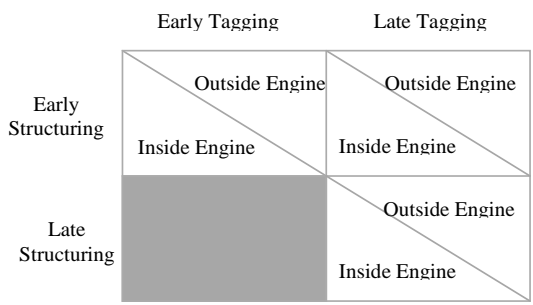 Early Tagging Late Tagging
Early
Structuring
Outside Engine Outside Engine
Inside Engine Inside Engine
Late
Structuring
Outside Engine
Inside Engine